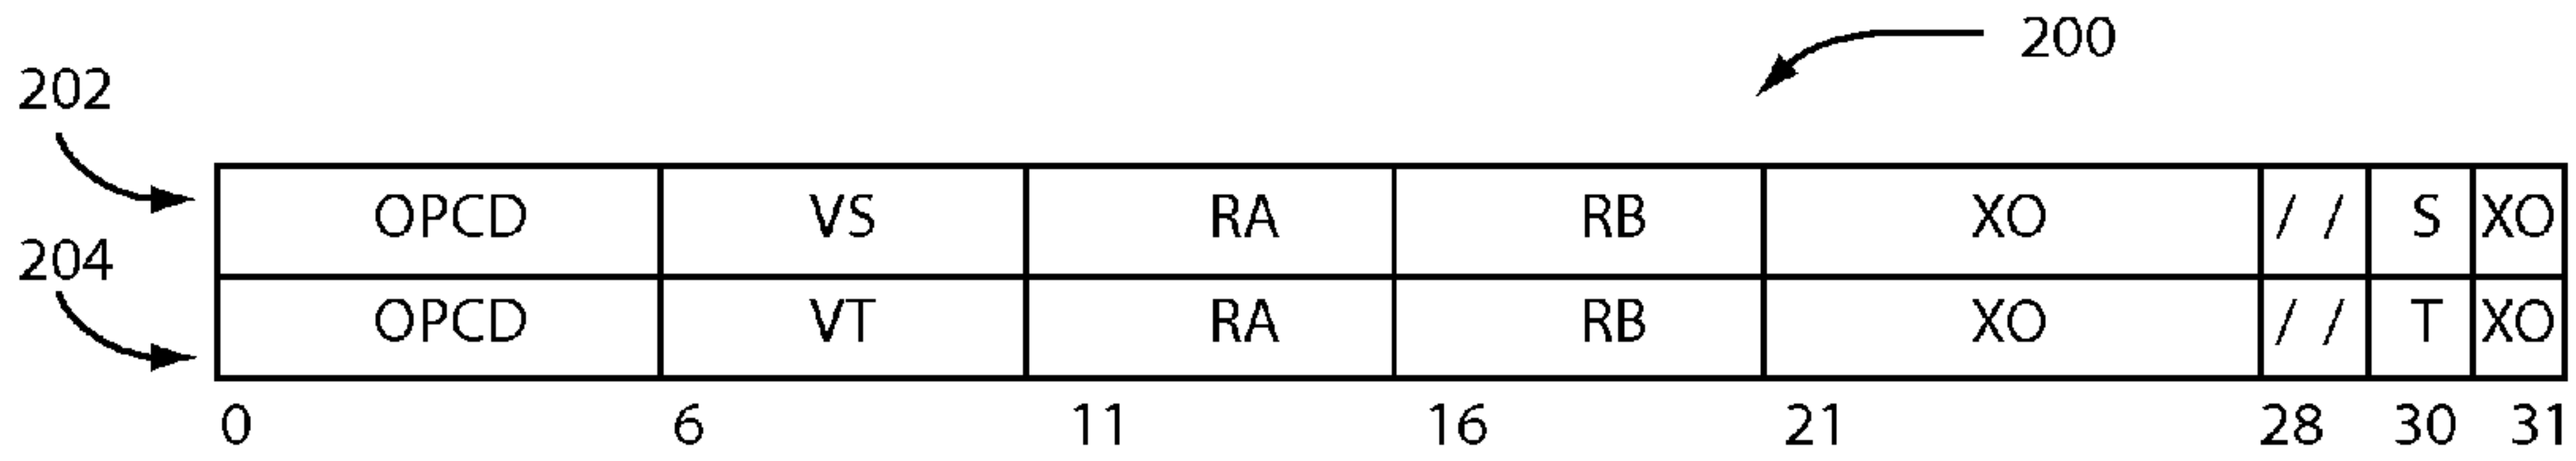 200
202
OPCD VS RA RB XO / / S XO
204
OPCD VT RA RB XO / / T XO
0 6 11 16 21 28 30 31